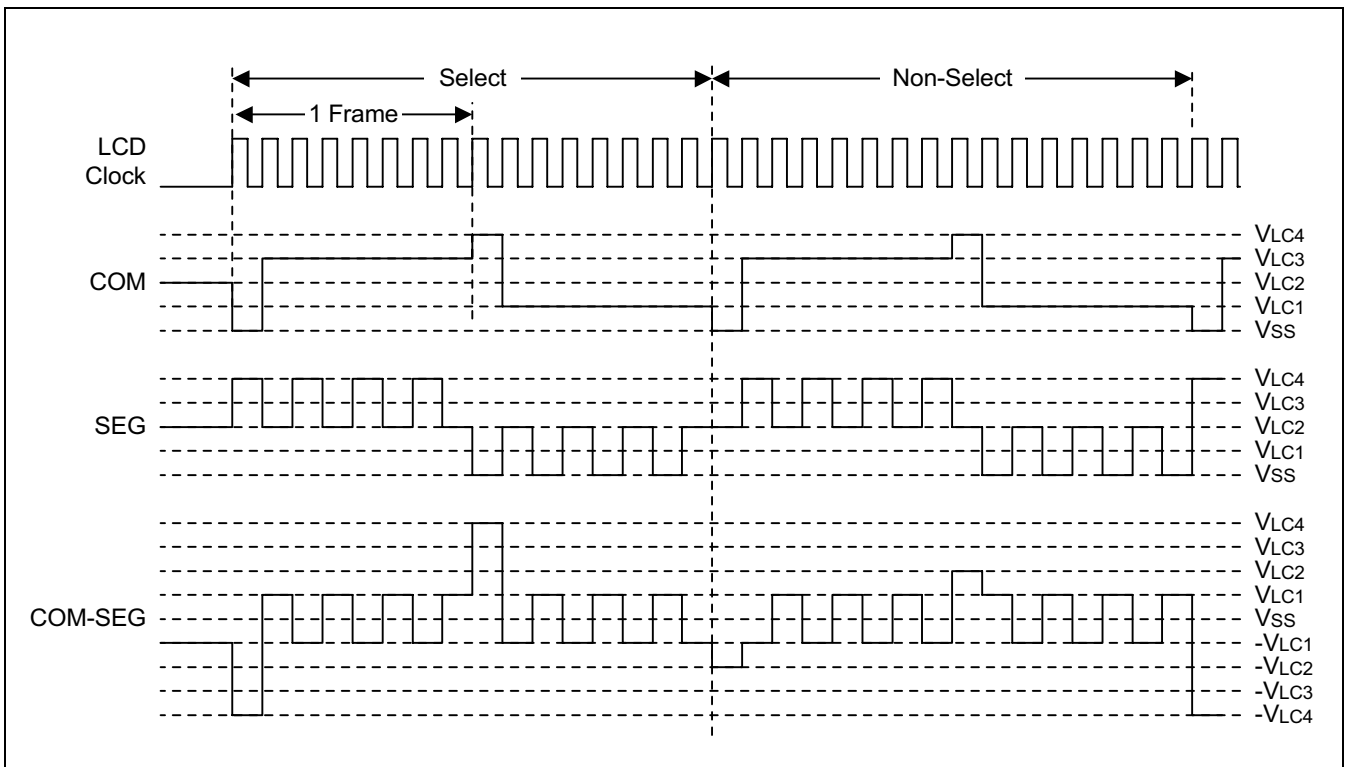 Select
Non-Select
1 Frame
LCD
Clock
VLC4
VLC3
COM
VLC2
VLC1
VSS
VLC4
VLC3
SEG
VLC2
VLC1
VSS
VLC4
VLC3
VLC2
VLC1
COM-SEG
VSS
-VLC1
-VLC2
-VLC3
-VLC4